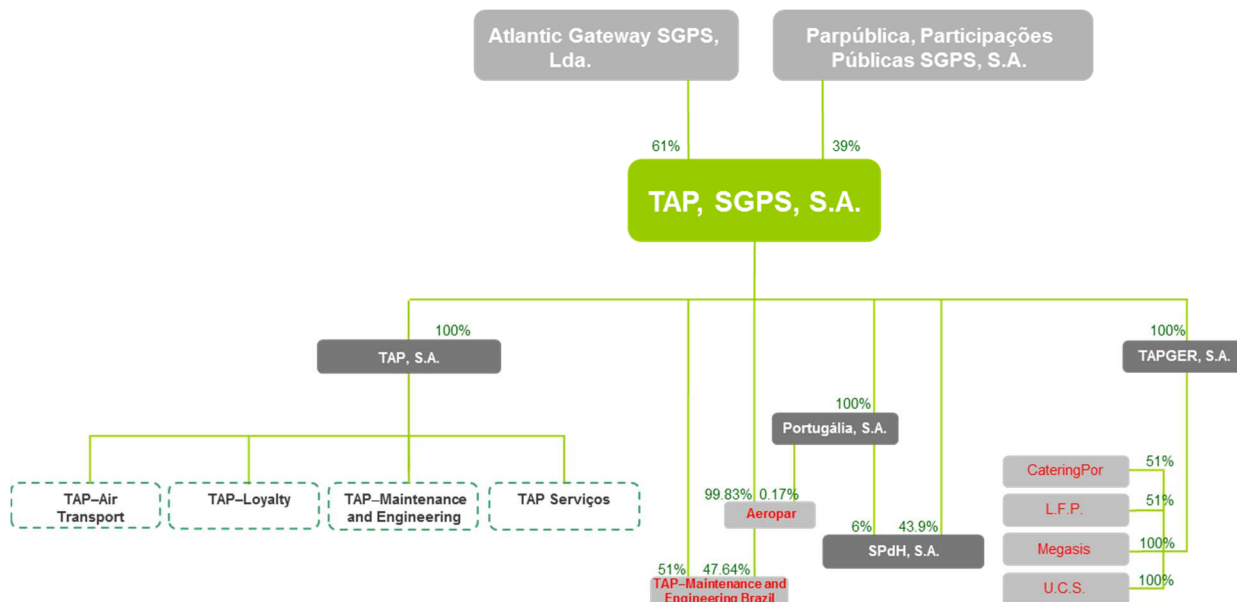 Atlantic Gateway SGPS,
Lda.
Parpública, Participações
Públicas SGPS, S.A.
61%
39%
TAP, SGPS, S.A.
100%
TAP, S.A.
100%
TAPGER, S.A.
100%
Portugália, S.A.
TAP–Air
Transport
TAP–Loyalty
TAP–Maintenance
and Engineering
TAP Serviços
99.83%
0.17%
Aeropar
6%
43.9%
SPdH, S.A.
51%
47.64%
TAP–Maintenance and
Engineering Brazil
CateringPor
51%
L.F.P.
51%
Megasis
100%
U.C.S.
100%